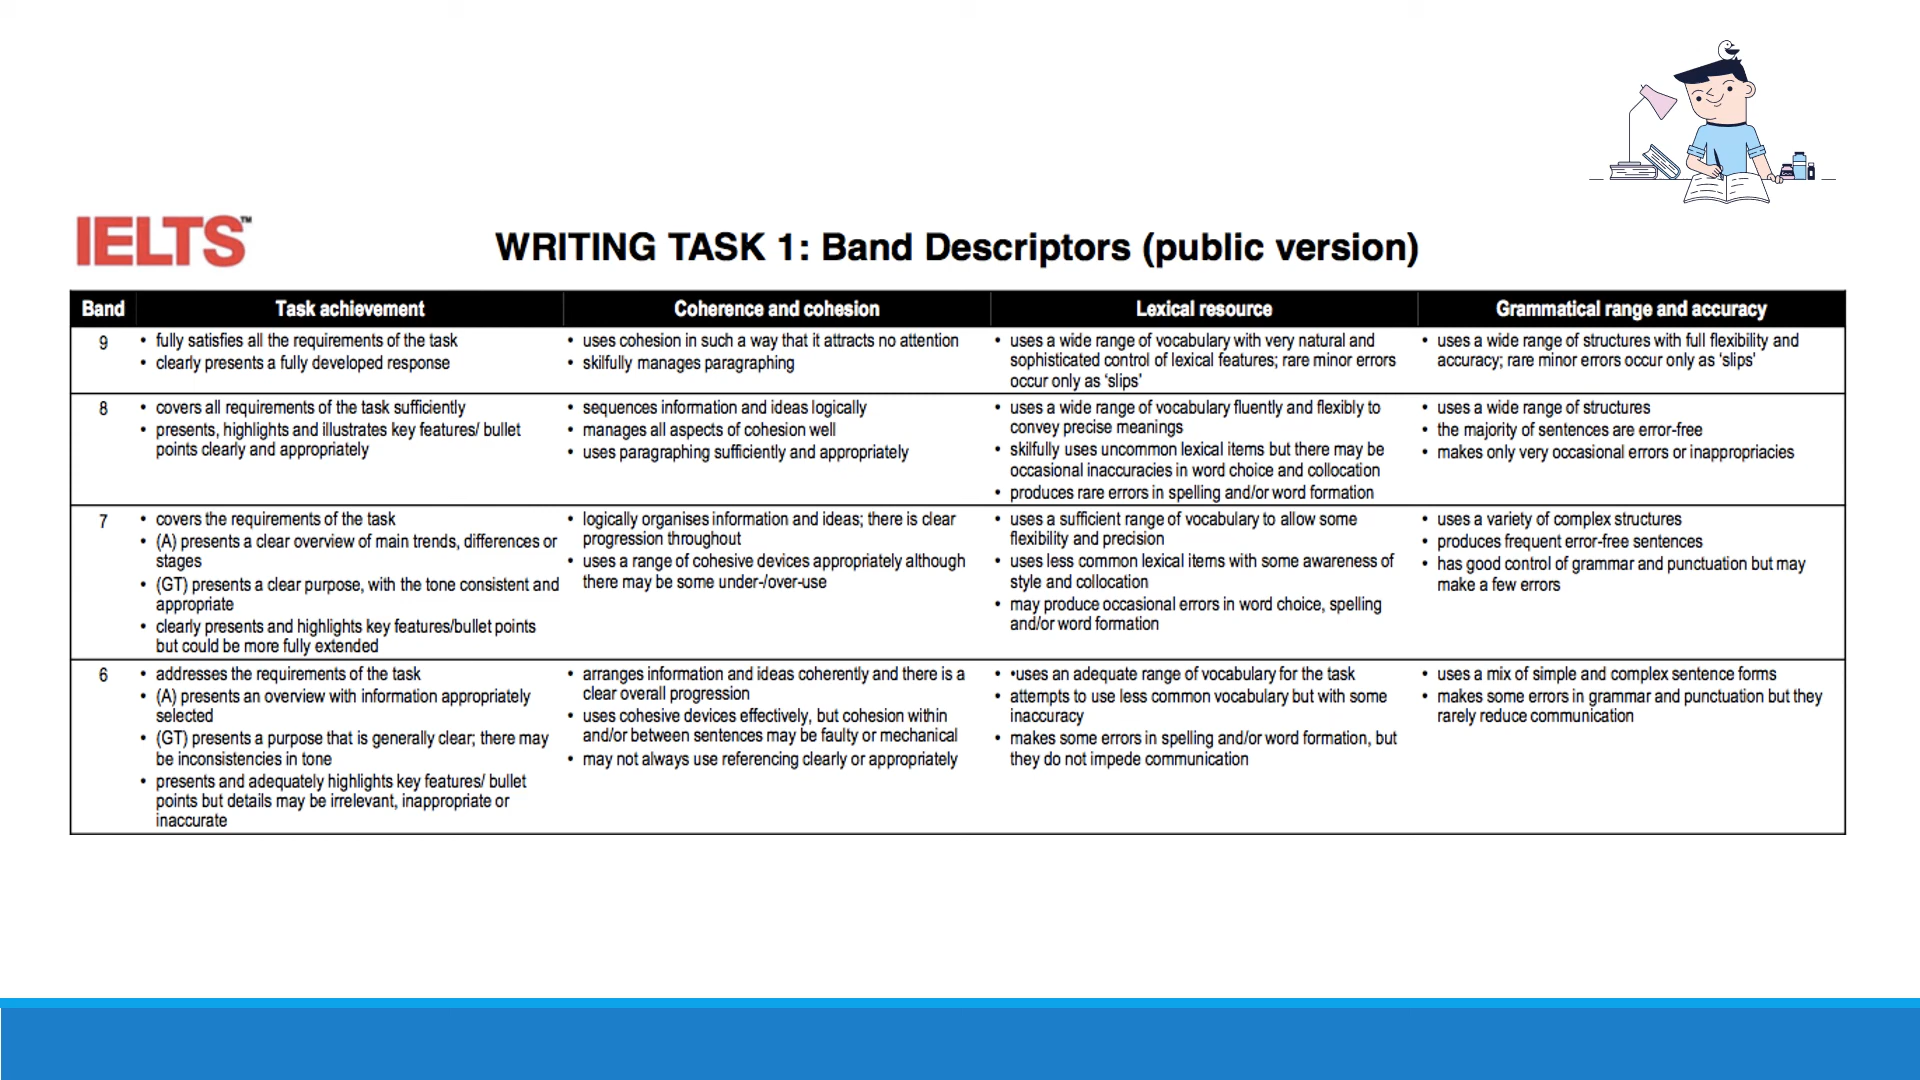 IELTS™
WRITING TASK 1: Band Descriptors (public version)
Band
Task achievement
Coherence and cohesion
Lexical resource
Grammatical range and accuracy
9
• fully satisfies all the requirements of the task
• clearly presents a fully developed response
• uses cohesion in such a way that it attracts no attention
• skilfully manages paragraphing
• uses a wide range of vocabulary with very natural and
sophisticated control of lexical features; rare minor errors
occur only as ‘slips’
• uses a wide range of structures with full flexibility and
accuracy; rare minor errors occur only as ‘slips’
8
• covers all requirements of the task sufficiently
• presents, highlights and illustrates key features/ bullet
points clearly and appropriately
• sequences information and ideas logically
• manages all aspects of cohesion well
• uses paragraphing sufficiently and appropriately
• uses a wide range of vocabulary fluently and flexibly to
convey precise meanings
• skilfully uses uncommon lexical items but there may be
occasional inaccuracies in word choice and collocation
• produces rare errors in spelling and/or word formation
• uses a wide range of structures
• the majority of sentences are error-free
• makes only very occasional errors or inappropriacies
7
• covers the requirements of the task
• (A) presents a clear overview of main trends, differences or
stages
• (GT) presents a clear purpose, with the tone consistent and
appropriate
• clearly presents and highlights key features/bullet points
but could be more fully extended
• logically organises information and ideas; there is clear
progression throughout
• uses a range of cohesive devices appropriately although
there may be some under-/over-use
• uses a sufficient range of vocabulary to allow some
flexibility and precision
• uses less common lexical items with some awareness of
style and collocation
• may produce occasional errors in word choice, spelling
and/or word formation
• uses a variety of complex structures
• produces frequent error-free sentences
• has good control of grammar and punctuation but may
make a few errors
6
• addresses the requirements of the task
• (A) presents an overview with information appropriately
selected
• (GT) presents a purpose that is generally clear; there may
be inconsistencies in tone
• presents and adequately highlights key features/ bullet
points but details may be irrelevant, inappropriate or
inaccurate
• arranges information and ideas coherently and there is a
clear overall progression
• uses cohesive devices effectively, but cohesion within
and/or between sentences may be faulty or mechanical
• may not always use referencing clearly or appropriately
• •uses an adequate range of vocabulary for the task
• attempts to use less common vocabulary but with some
inaccuracy
• makes some errors in spelling and/or word formation, but
they do not impede communication
• uses a mix of simple and complex sentence forms
• makes some errors in grammar and punctuation but they
rarely reduce communication